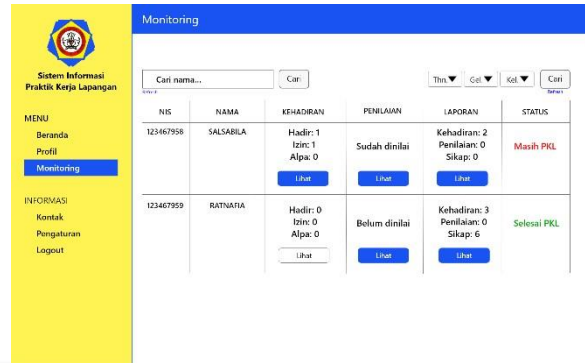 Monitoring
Sistem Informasi
Praktik Kerja Lapangan
Cari nama...
Cari
Thn.
Gel.
Kel.
Cari
Refresh
MENU
Beranda
Profil
Monitoring
INFORMASI
Kontak
Pengaturan
Logout
NIS NAMA KEHADIRAN PENILAIAN LAPORAN STATUS
123467958 SALSABILA
Hadir: 1
Izin: 1
Alpa: 0
Lihat
Sudah dinilai
Lihat
Kehadiran: 2
Penilaian: 0
Sikap: 0
Lihat
Masih PKL
123467959 RATNAFIA
Hadir: 0
Izin: 0
Alpa: 0
Lihat
Belum dinilai
Lihat
Kehadiran: 3
Penilaian: 0
Sikap: 6
Lihat
Selesai PKL